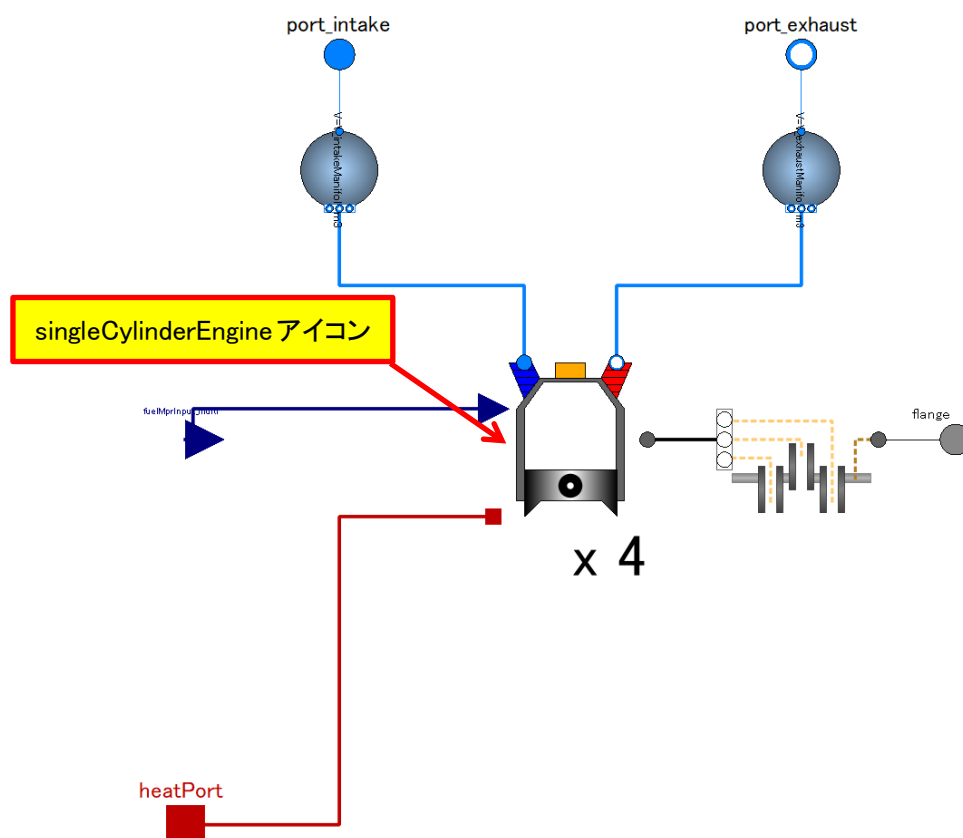 port_intake
port_exhaust
singleCylinderEngine アイコン
flange
x 4
heatPort